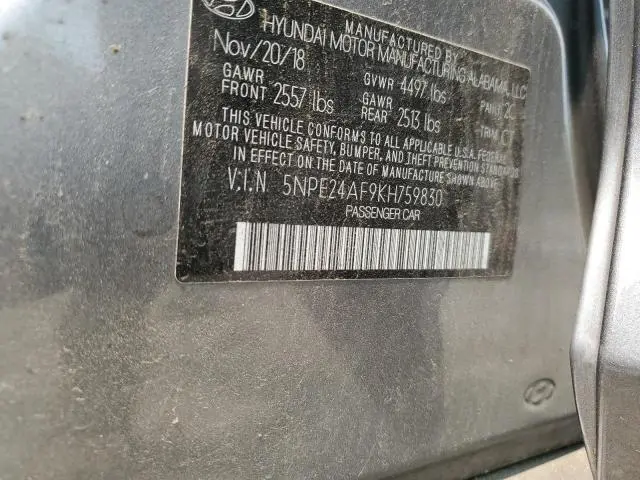 MANUFACTURED BY
HYUNDAI MOTOR MANUFACTURING ALABAMA, LLC
Nov/20/18
GVWR 4497 lbs
GAWR FRONT 2557 lbs
GAWR REAR 2513 lbs
PAINT
TRIM
THIS VEHICLE CONFORMS TO ALL APPLICABLE U.S.A. FEDERAL
MOTOR VEHICLE SAFETY, BUMPER, AND THEFT PREVENTION STANDARDS
IN EFFECT ON THE DATE OF MANUFACTURE SHOWN ABOVE.
V.I.N 5NPE24AF9KH759830
PASSENGER CAR